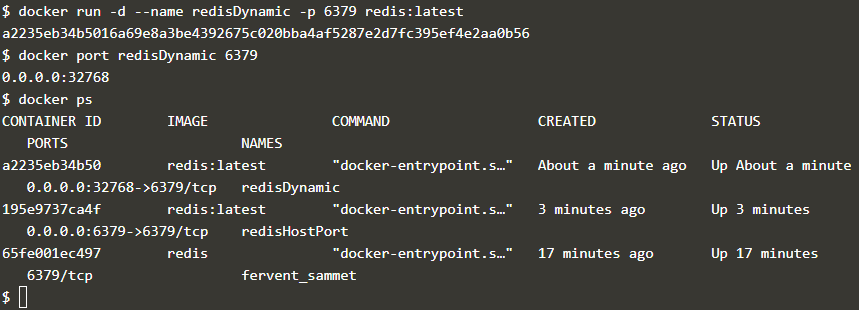 $ docker run -d --name redisDynamic -p 6379 redis:latest
a2235eb34b5016a69e8a3be4392675c020bba4af5287e2d7fc395ef4e2aa0b56
$ docker port redisDynamic 6379
0.0.0.0:32768
$ docker ps
CONTAINER ID        IMAGE               COMMAND                  CREATED              STATUS
   PORTS                     NAMES
a2235eb34b50        redis:latest        "docker-entrypoint.s…"   About a minute ago   Up About a minute
   0.0.0.0:32768->6379/tcp   redisDynamic
195e9737ca4f        redis:latest        "docker-entrypoint.s…"   3 minutes ago        Up 3 minutes
   0.0.0.0:6379->6379/tcp    redisHostPort
65fe001ec497        redis               "docker-entrypoint.s…"   17 minutes ago       Up 17 minutes
   6379/tcp                  fervent_sammet
$